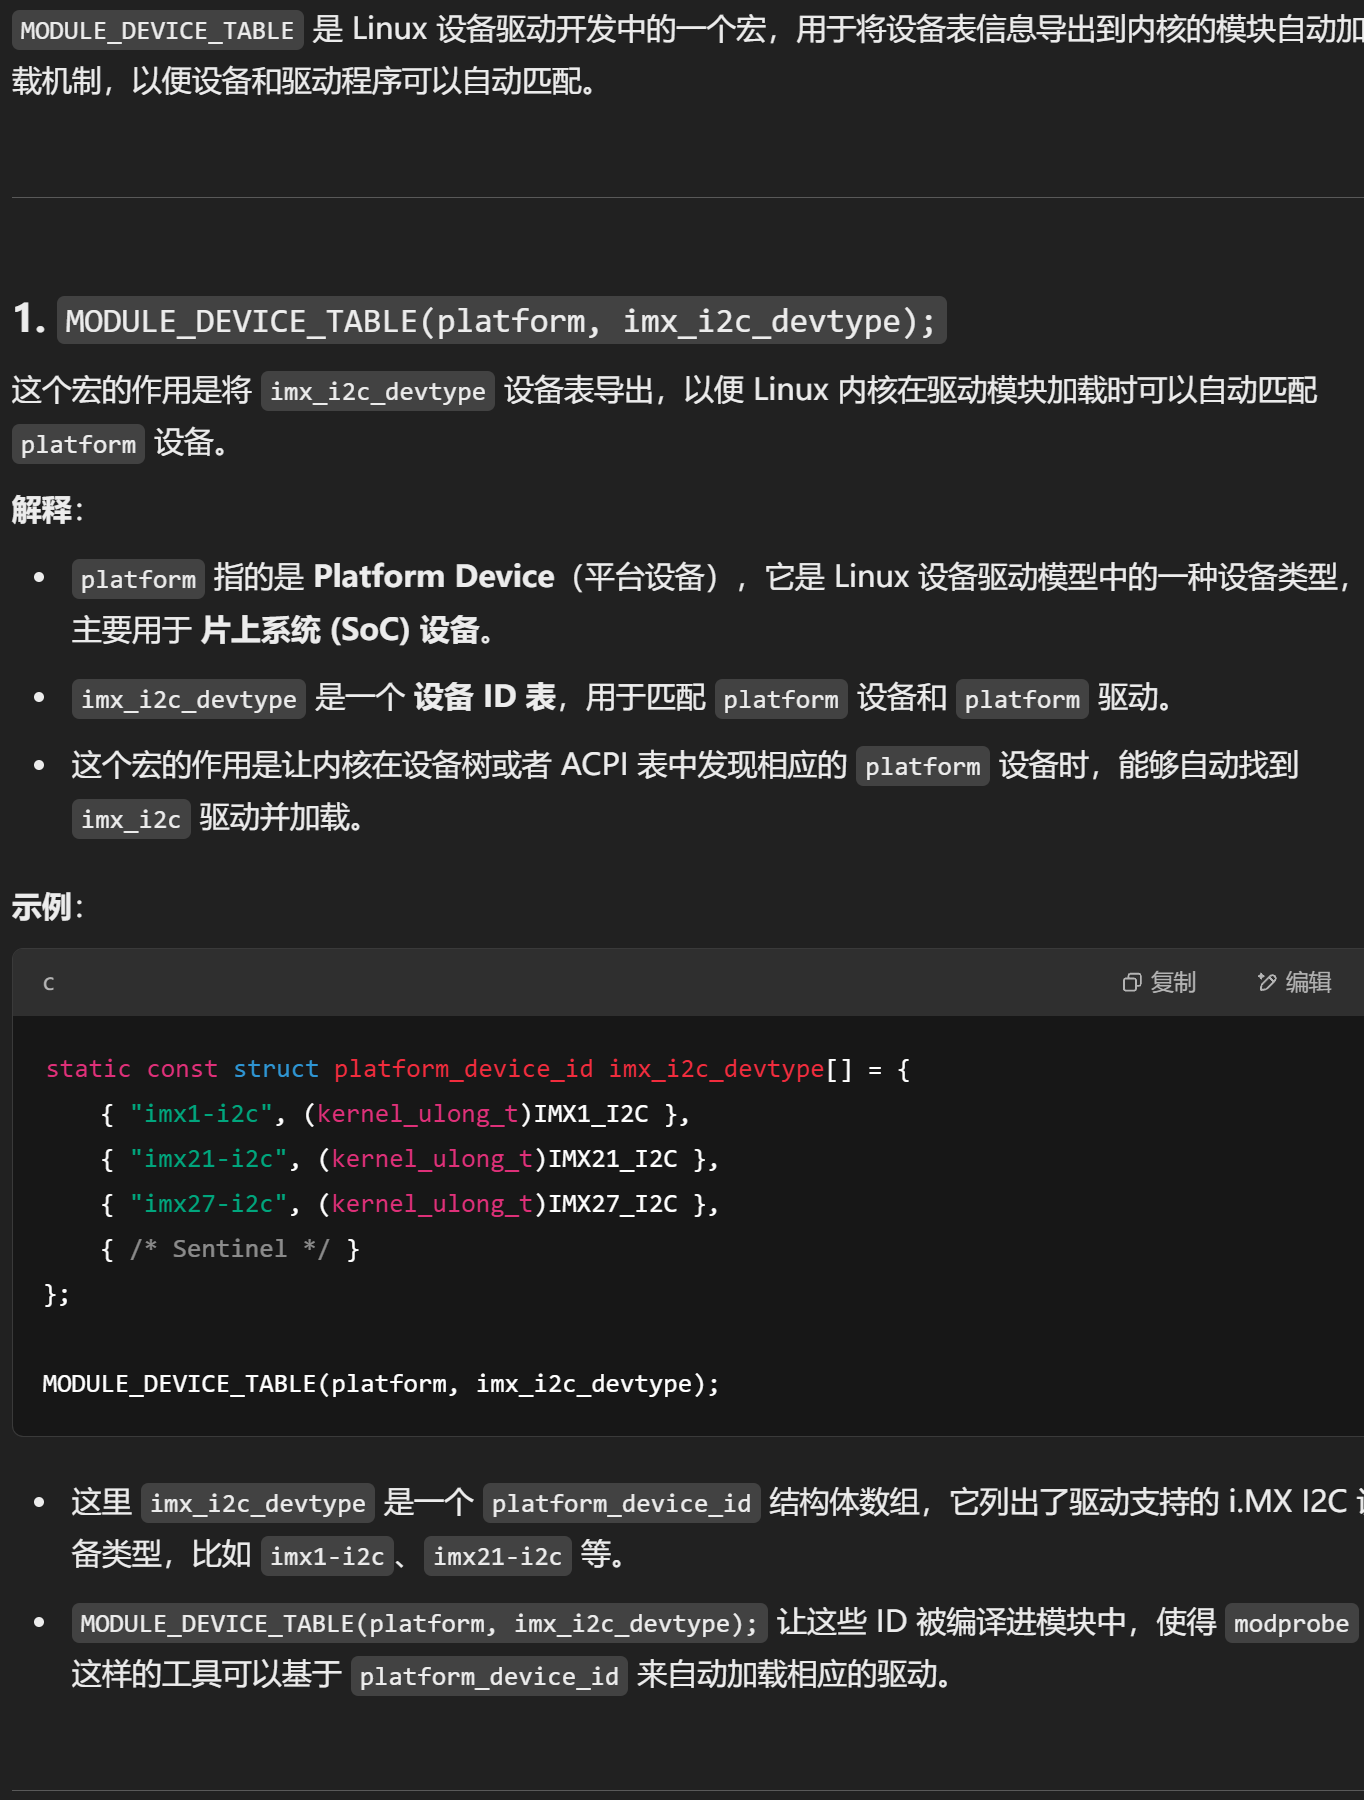 MODULE_DEVICE_TABLE 是 Linux 设备驱动开发中的一个宏，用于将设备表信息导出到内核的模块自动加
载机制，以便设备和驱动程序可以自动匹配。
1. MODULE_DEVICE_TABLE(platform, imx_i2c_devtype);
这个宏的作用是将 imx_i2c_devtype 设备表导出，以便 Linux 内核在驱动模块加载时可以自动匹配
platform 设备。
解释：
• platform 指的是 Platform Device（平台设备），它是 Linux 设备驱动模型中的一种设备类型，
主要用于 片上系统 (SoC) 设备。
• imx_i2c_devtype 是一个 设备 ID 表，用于匹配 platform 设备和 platform 驱动。
• 这个宏的作用是让内核在设备树或者 ACPI 表中发现相应的 platform 设备时，能够自动找到
imx_i2c 驱动并加载。
示例：
c 复制 编辑
static const struct platform_device_id imx_i2c_devtype[] = {
    { "imx1-i2c", (kernel_ulong_t)IMX1_I2C },
    { "imx21-i2c", (kernel_ulong_t)IMX21_I2C },
    { "imx27-i2c", (kernel_ulong_t)IMX27_I2C },
    { /* Sentinel */ }
};
MODULE_DEVICE_TABLE(platform, imx_i2c_devtype);
• 这里 imx_i2c_devtype 是一个 platform_device_id 结构体数组，它列出了驱动支持的 i.MX I2C
备类型，比如 imx1-i2c、imx21-i2c 等。
• MODULE_DEVICE_TABLE(platform, imx_i2c_devtype); 让这些 ID 被编译进模块中，使得 modprobe
这样的工具可以基于 platform_device_id 来自动加载相应的驱动。